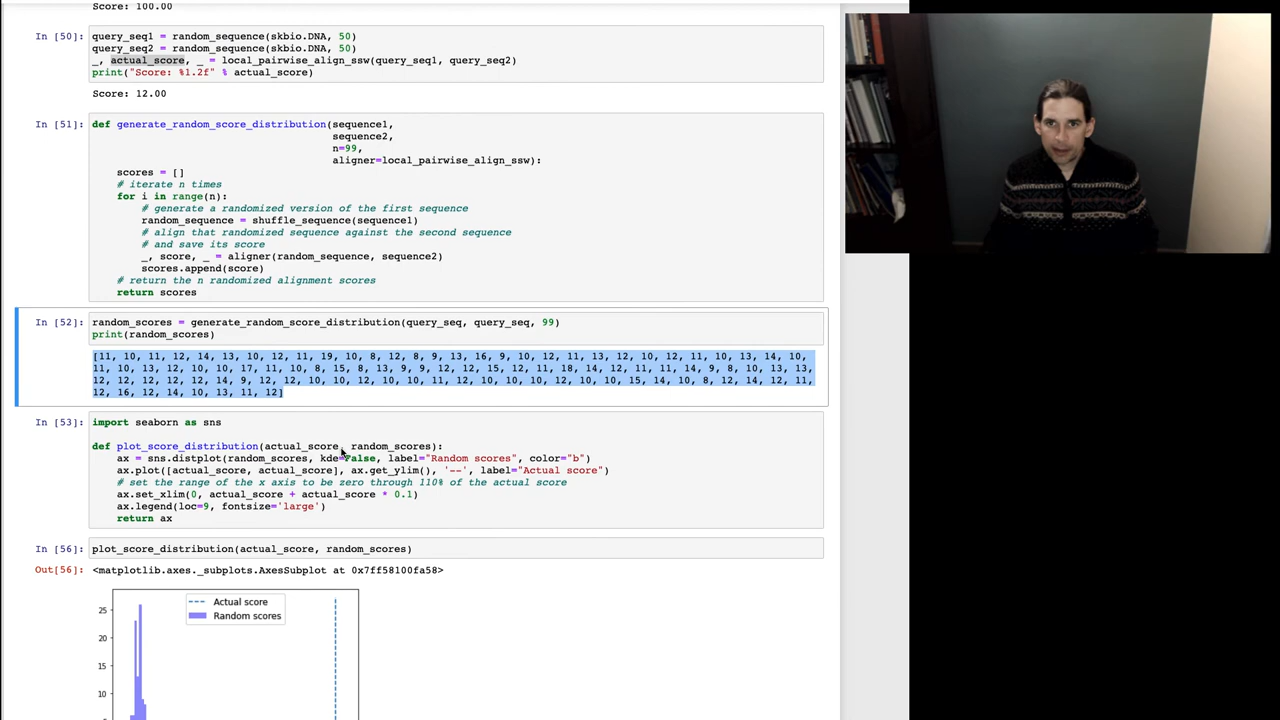 Score: 100.00
In [50]: query_seq1 = random_sequence(skbio.DNA, 50)
query_seq2 = random_sequence(skbio.DNA, 50)
_, actual_score, _ = local_pairwise_align_ssw(query_seq1, query_seq2)
print("Score: %1.2f" % actual_score)
Score: 12.00
In [51]: def generate_random_score_distribution(sequence1,
sequence2,
n=99,
aligner=local_pairwise_align_ssw):
scores = []
# iterate n times
for i in range(n):
# generate a randomized version of the first sequence
random_sequence = shuffle_sequence(sequence1)
# align that randomized sequence against the second sequence
# and save its score
_, score, _ = aligner(random_sequence, sequence2)
scores.append(score)
# return the n randomized alignment scores
return scores
In [52]: random_scores = generate_random_score_distribution(query_seq, query_seq, 99)
print(random_scores)
[11, 10, 11, 12, 14, 13, 10, 12, 11, 19, 10, 8, 12, 8, 9, 13, 16, 9, 10, 12, 11, 13, 12, 10, 12, 11, 10, 13, 14, 10,
11, 10, 13, 12, 10, 10, 17, 11, 10, 8, 15, 8, 13, 9, 9, 12, 12, 15, 12, 11, 18, 14, 12, 11, 11, 14, 9, 8, 10, 13, 13,
12, 12, 12, 12, 12, 14, 9, 12, 12, 10, 10, 12, 10, 10, 11, 12, 10, 10, 10, 12, 10, 10, 15, 14, 10, 8, 12, 14, 12, 11,
12, 16, 12, 14, 10, 13, 11, 12]
In [53]: import seaborn as sns
def plot_score_distribution(actual_score, random_scores):
ax = sns.distplot(random_scores, kde=False, label="Random scores", color="b")
ax.plot([actual_score, actual_score], ax.get_ylim(), '--', label="Actual score")
# set the range of the x axis to be zero through 110% of the actual score
ax.set_xlim(0, actual_score + actual_score * 0.1)
ax.legend(loc=9, fontsize='large')
return ax
In [56]: plot_score_distribution(actual_score, random_scores)
Out[56]: <matplotlib.axes._subplots.AxesSubplot at 0x7ff58100fa58>
Actual score
Random scores
25
20
15
10